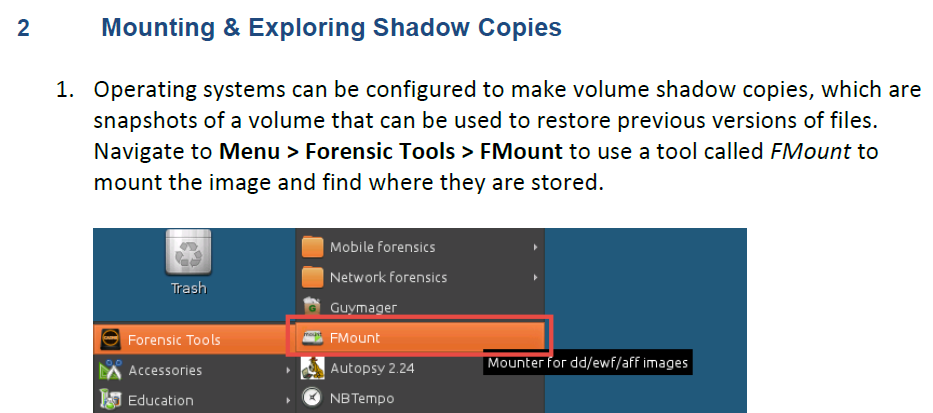 2 Mounting & Exploring Shadow Copies
1. Operating systems can be configured to make volume shadow copies, which are
snapshots of a volume that can be used to restore previous versions of files.
Navigate to Menu > Forensic Tools > FMount to use a tool called FMount to
mount the image and find where they are stored.
Trash
Forensic Tools
Accessories
Education
Mobile forensics
Network forensics
Guymager
FMount
Mounter for dd/ewf/aff images
Autopsy 2.24
NBTempo